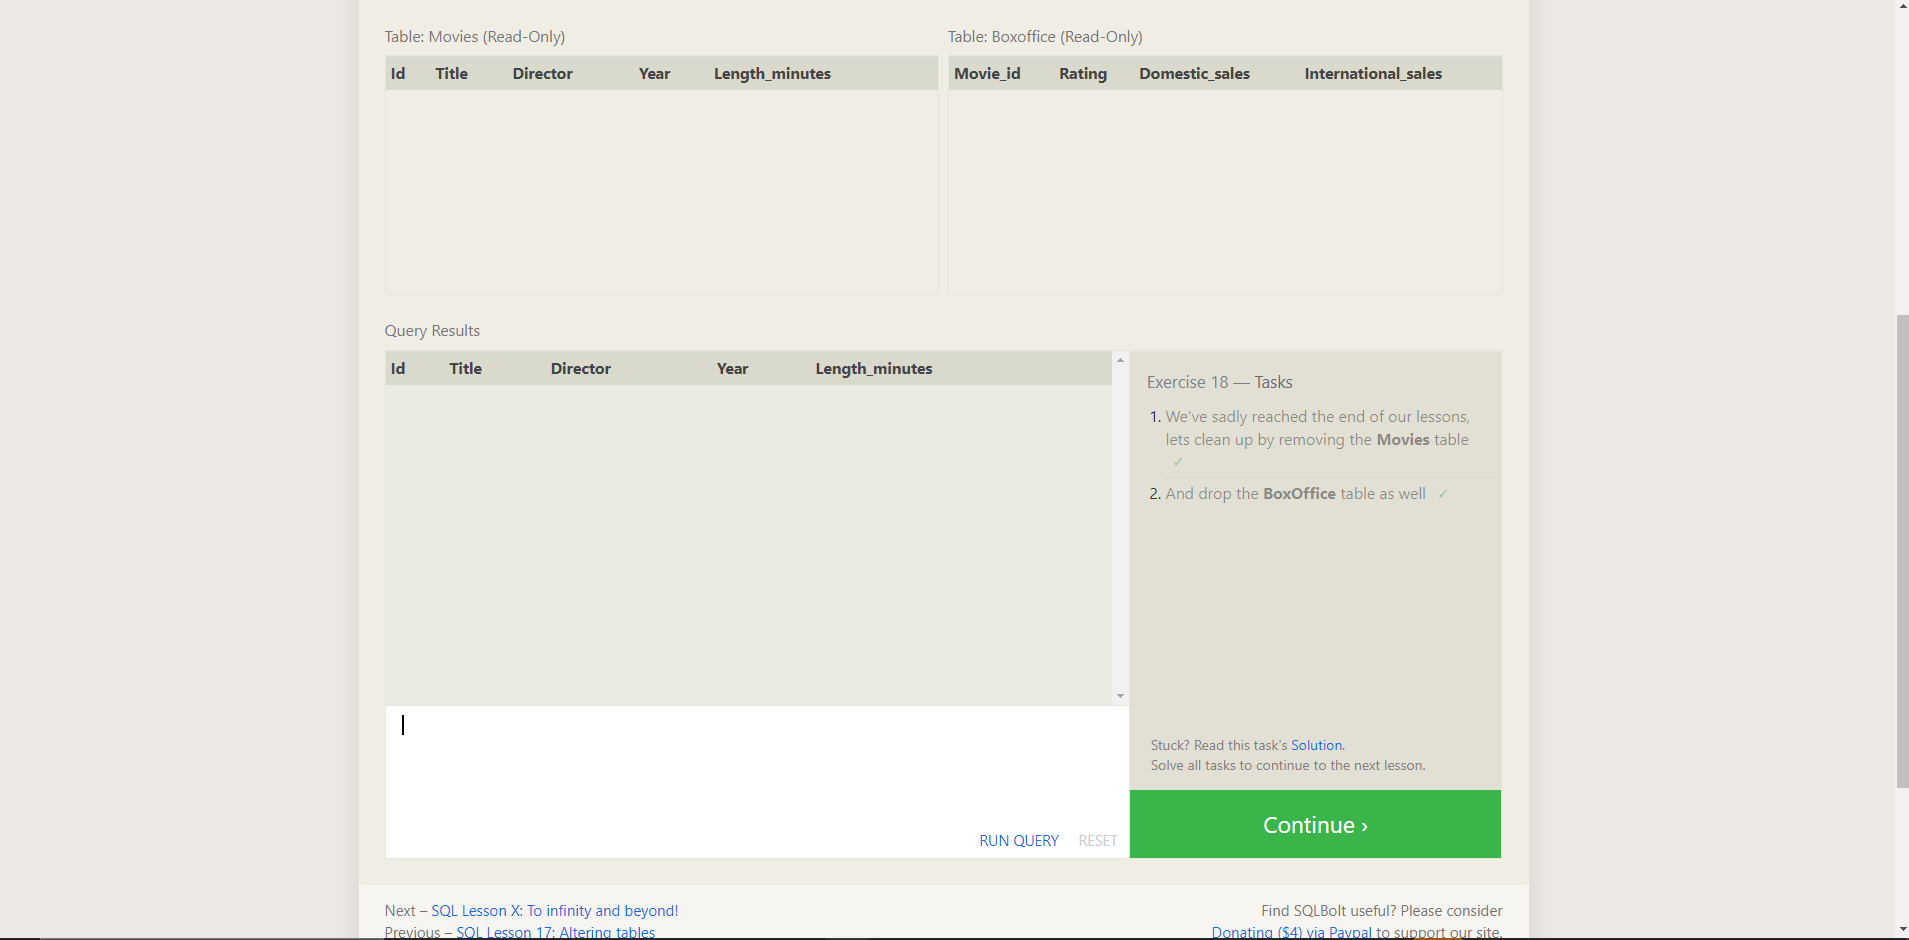 Table: Movies (Read-Only)
Table: Boxoffice (Read-Only)
Id Title Director Year Length_minutes
Movie_id Rating Domestic_sales International_sales
Query Results
Id Title Director Year Length_minutes
Exercise 18 — Tasks
1. We've sadly reached the end of our lessons,
lets clean up by removing the Movies table
✓
2. And drop the BoxOffice table as well ✓
Stuck? Read this task's Solution.
Solve all tasks to continue to the next lesson.
RUN QUERY RESET
Continue ›
Next – SQL Lesson X: To infinity and beyond!
Previous – SQL Lesson 17: Altering tables
Find SQLBolt useful? Please consider
Donating ($4) via Paypal to support our site.